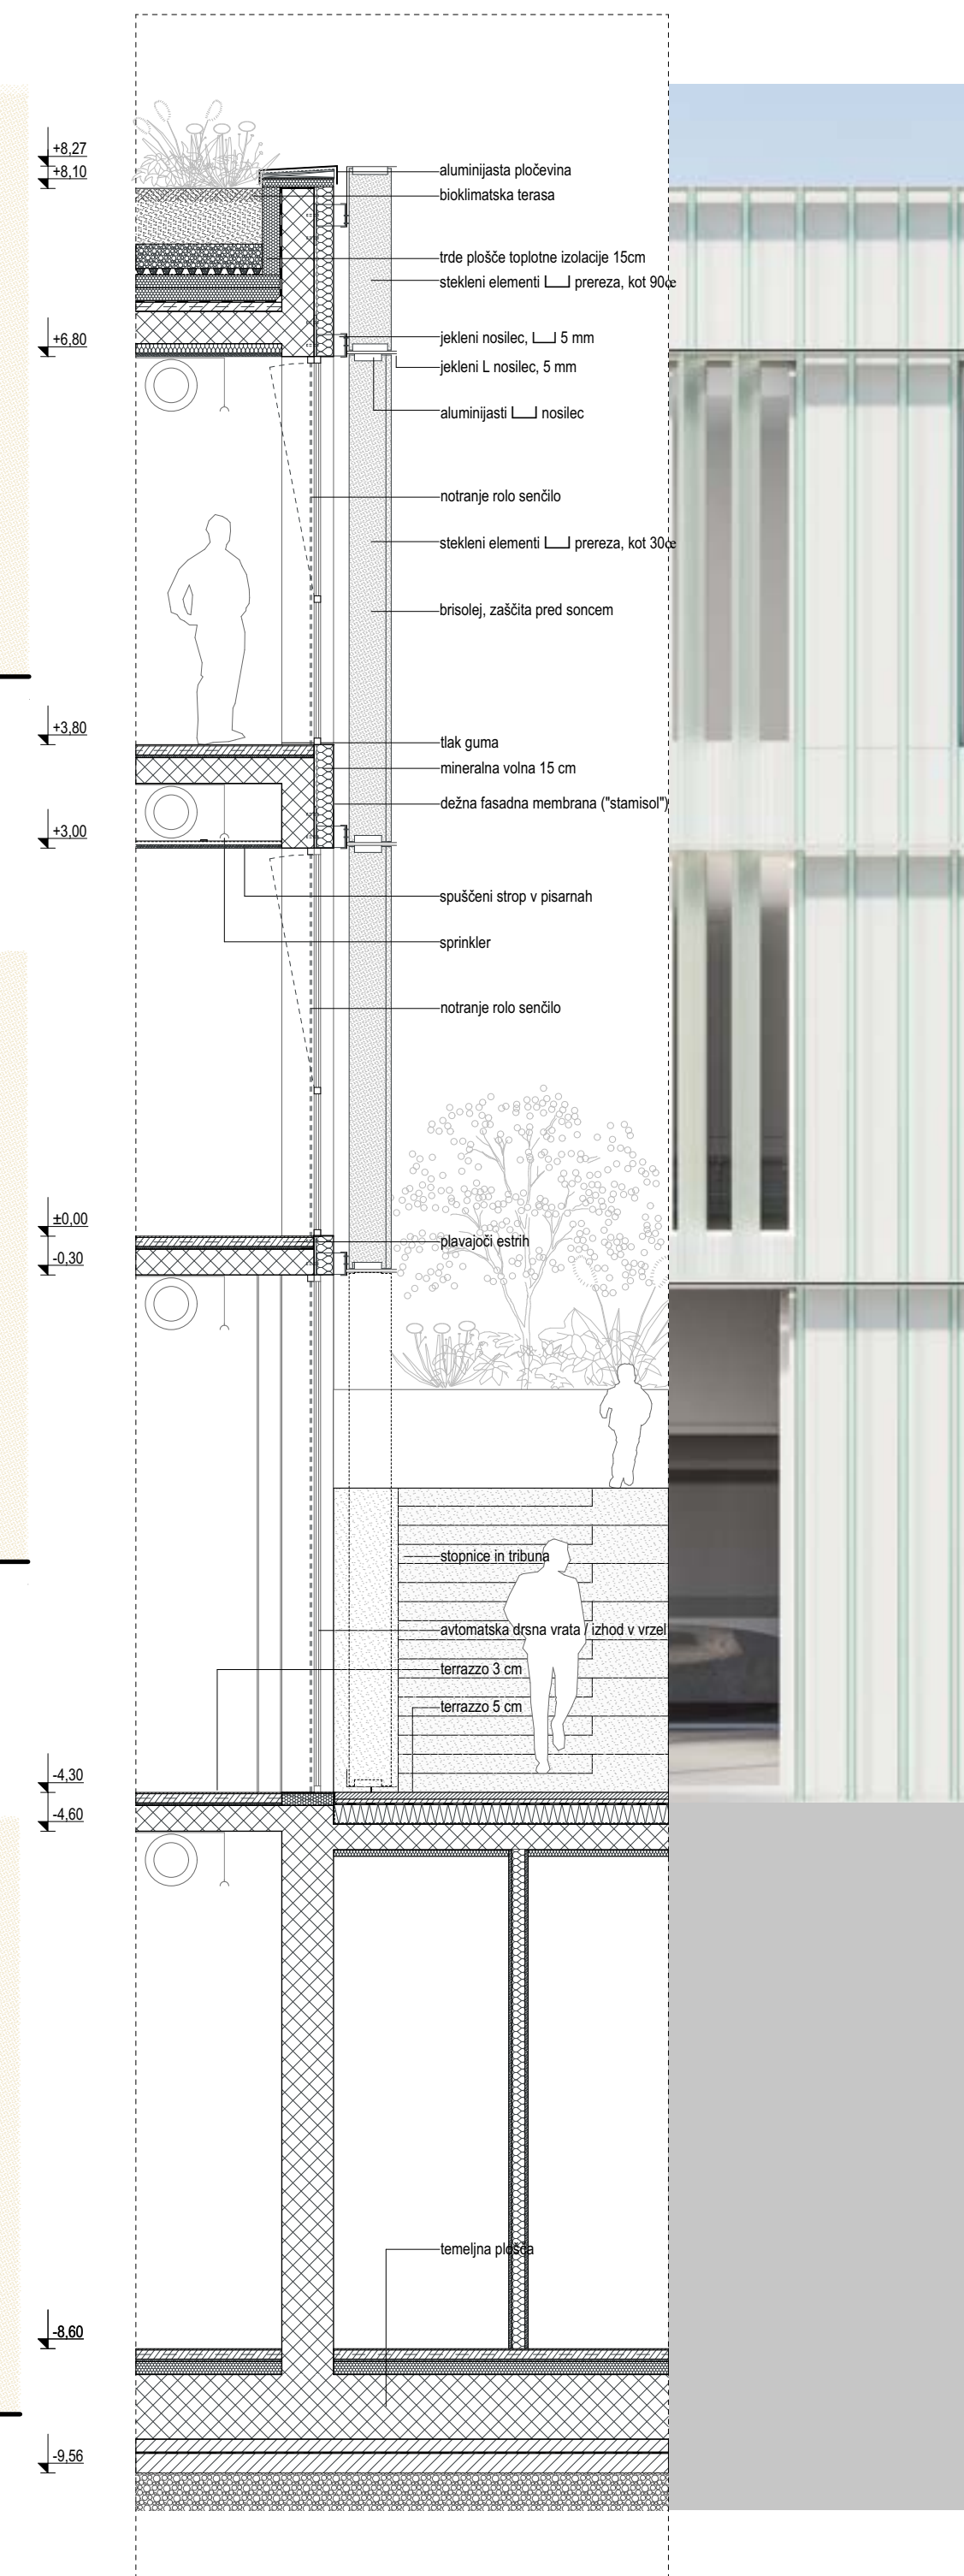 +8,27
+8,10
aluminijasta pločevina
bioklimatska terasa
trde plošče toplotne izolacije 15cm
stekleni elementi prereza, kot 90œ
+6,80
jekleni nosilec, 5 mm
jekleni L nosilec, 5 mm
aluminijasti nosilec
notranje rolo senčilo
stekleni elementi prereza, kot 30œ
brisolej, zaščita pred soncem
+3,80
tlak guma
mineralna volna 15 cm
dežna fasadna membrana ("stamisol")
+3,00
spuščeni strop v pisarnah
sprinkler
notranje rolo senčilo
±0,00
plavajoči estrih
-0,30
stopnice in tribuna
avtomatska drsna vrata / izhod v vrzel
terrazzo 3 cm
terrazzo 5 cm
-4,30
-4,60
temeljna plošča
-8,60
-9,56